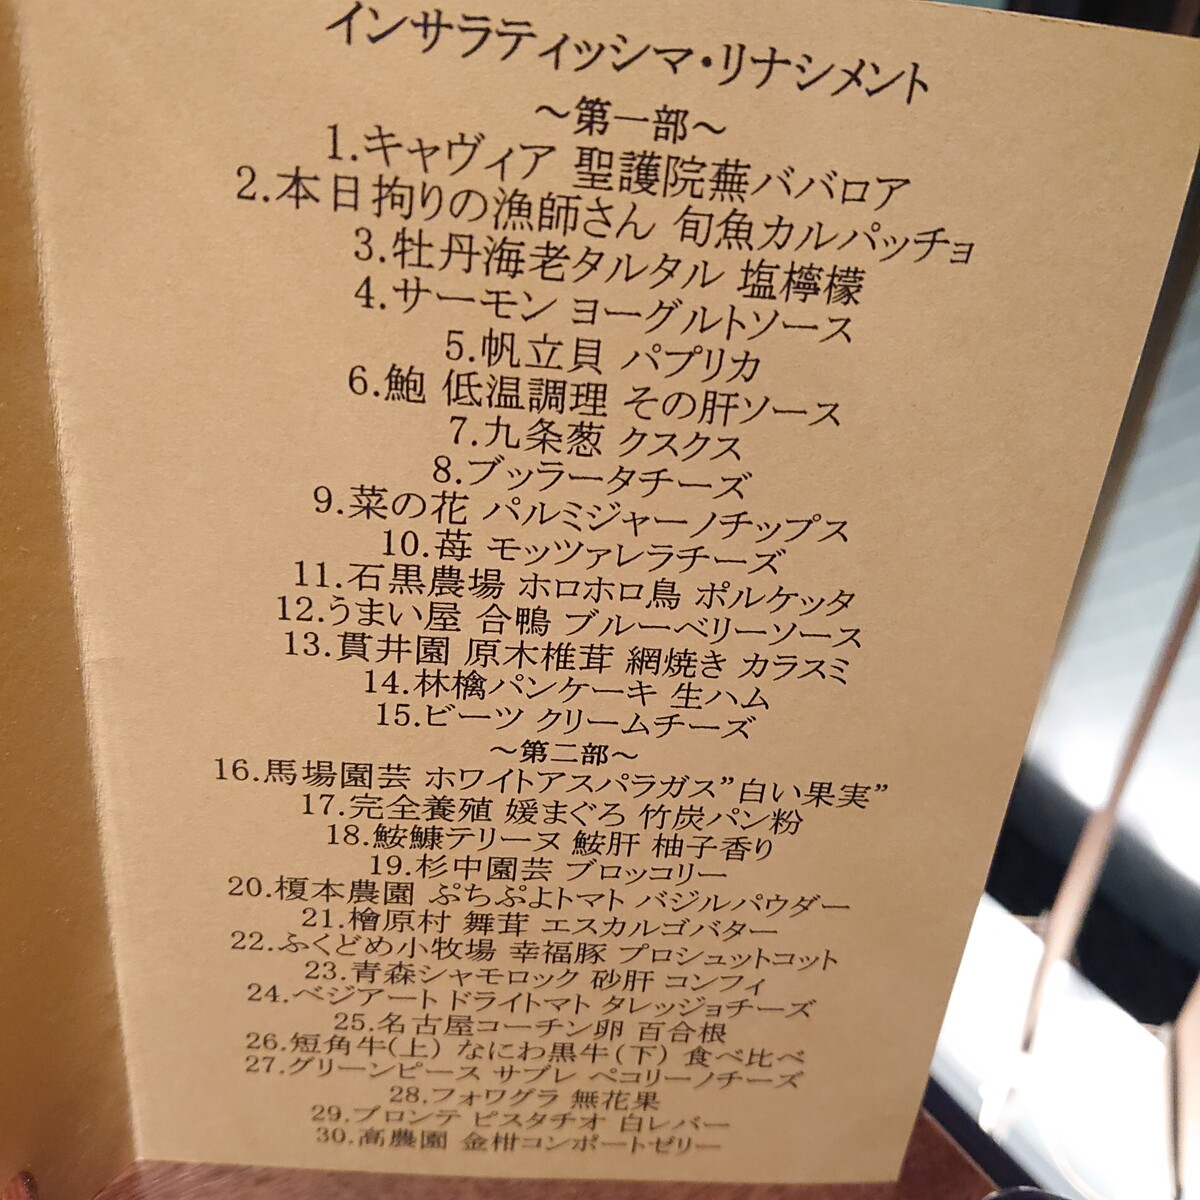 インサラティッシマ・リナシメント
～第一部～
1.キャヴィア 聖護院蕪ババロア
2.本日拘りの漁師さん 旬魚カルパッチョ
3.牡丹海老タルタル 塩檸檬
4.サーモン ヨーグルトソース
5.帆立貝 パプリカ
6.鮑 低温調理 その肝ソース
7.九条葱 クスクス
8.ブッラータチーズ
9.菜の花 パルミジャーノチップス
10.苺 モッツァレラチーズ
11.石黒農場 ホロホロ鳥 ポルケッタ
12.うまい屋 合鴨 ブルーベリーソース
13.貫井園 原木椎茸 網焼き カラスミ
14.林檎パンケーキ 生ハム
15.ビーツ クリームチーズ
～第二部～
16.馬場園芸 ホワイトアスパラガス”白い果実”
17.完全養殖 媛まぐろ 竹炭パン粉
18.鮟鱇テリーヌ 鮟肝 柚子香り
19.杉中園芸 ブロッコリー
20.榎本農園 ぷちぷよトマト バジルパウダー
21.檜原村 舞茸 エスカルゴバター
22.ふくどめ小牧場 幸福豚 プロシュットコット
23.青森シャモロック 砂肝 コンフィ
24.ベジアート ドライトマト タレッジョチーズ
25.名古屋コーチン卵 百合根
26.短角牛(上) なにわ黒牛(下) 食べ比べ
27.グリーンピース サブレ ペコリーノチーズ
28.フォワグラ 無花果
29.ブロンテ ピスタチオ 白レバー
30.高農園 金柑コンポートゼリー